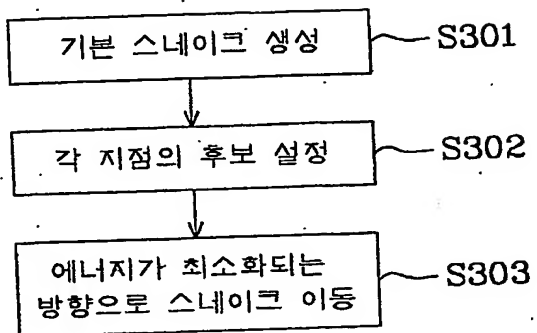 기본 스네이크 생성
S301
각 지점의 후보 설정
S302
에너지가 최소화되는
방향으로 스네이크 이동
S303